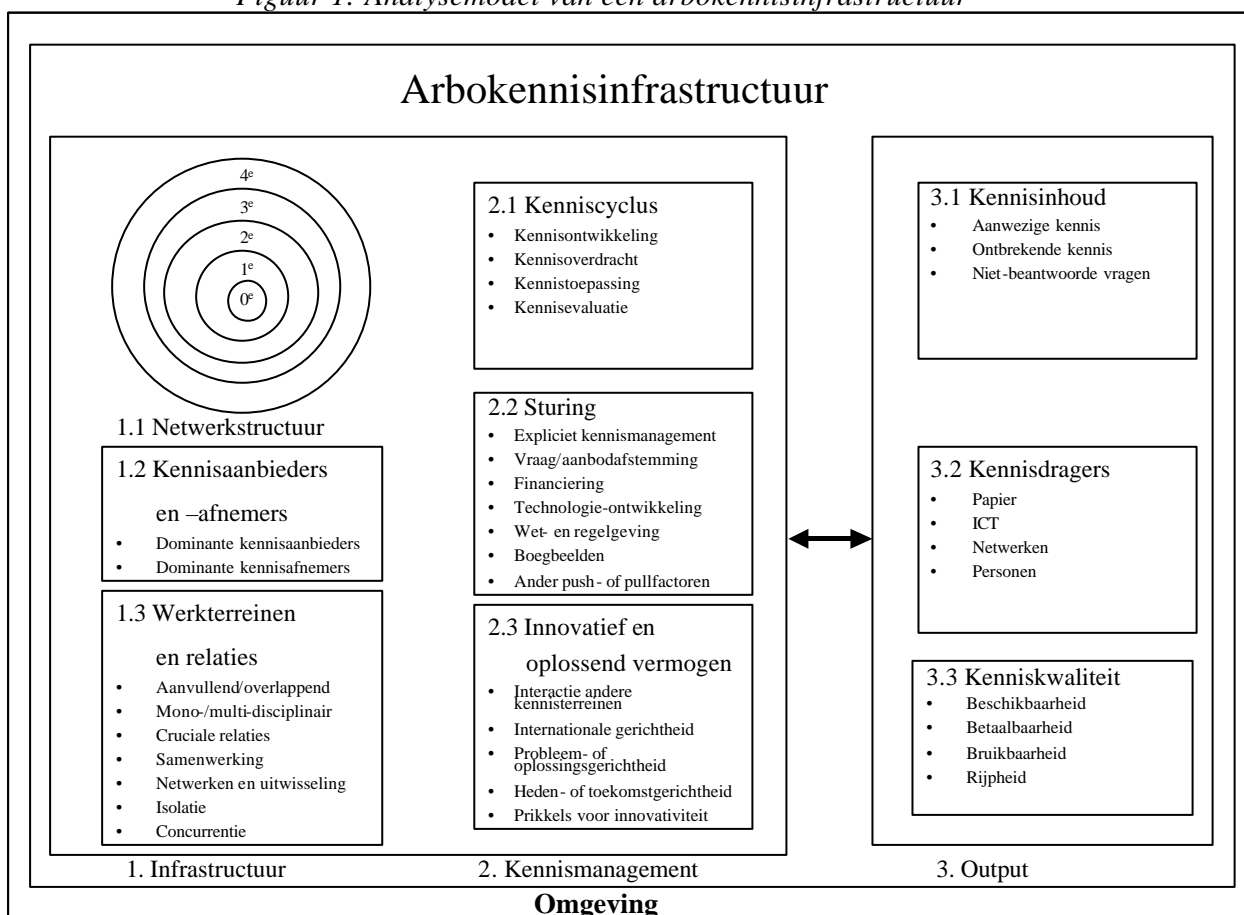 Figuur 1: Analysemodel van een arbokennisinfrastructuur
Arbokennisinfrastructuur
4e
3e
2e
1e
0e
1.1 Netwerkstructuur
1.2 Kennisaanbieders
en –afnemers
• Dominante kennisaanbieders
• Dominante kennisafnemers
1.3 Werkterreinen
en relaties
• Aanvullend/overlappend
• Mono-/multi-disciplinair
• Cruciale relaties
• Samenwerking
• Netwerken en uitwisseling
• Isolatie
• Concurrentie
1. Infrastructuur
2.1 Kenniscyclus
• Kennisontwikkeling
• Kennisoverdracht
• Kennistoepassing
• Kennisevaluatie
2.2 Sturing
• Expliciet kennismanagement
• Vraag/aanbodafstemming
• Financiering
• Technologie-ontwikkeling
• Wet- en regelgeving
• Boegbeelden
• Ander push- of pullfactoren
2.3 Innovatief en
oplossend vermogen
• Interactie andere
kennisterreinen
• Internationale gerichtheid
• Probleem- of
oplossingsgerichtheid
• Heden- of toekomstgerichtheid
• Prikkels voor innovativiteit
2. Kennismanagement
3.1 Kennisinhoud
• Aanwezige kennis
• Ontbrekende kennis
• Niet-beantwoorde vragen
3.2 Kennisdragers
• Papier
• ICT
• Netwerken
• Personen
3.3 Kenniskwaliteit
• Beschikbaarheid
• Betaalbaarheid
• Bruikbaarheid
• Rijpheid
3. Output
Omgeving